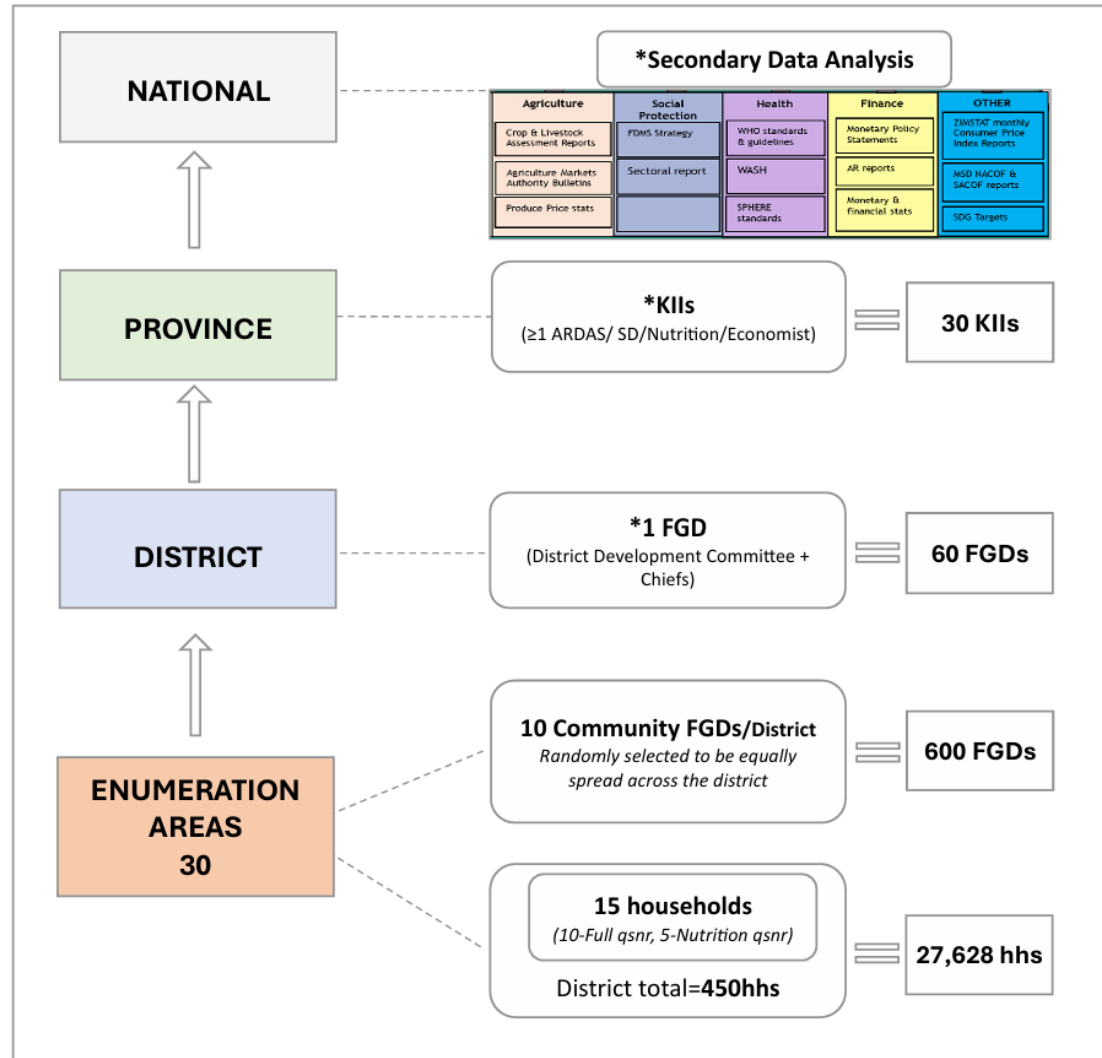 NATIONAL
*Secondary Data Analysis
Agriculture
Crop & Livestock
Assessment Reports
Agriculture Markets
Authority Bulletins
Produce Price stats
Social
Protection
FDMS Strategy
Sectoral report
Health
WHO standards
& guidelines
WASH
SPHERE
standards
Finance
Monetary Policy
Statements
AR reports
Monetary &
financial stats
OTHER
ZIMSTAT monthly
Consumer Price
Index Reports
MSD NACOF &
SACOF reports
SDG Targets
PROVINCE
*KIIs
(≥1 ARDAS/ SD/Nutrition/Economist)
30 KIIs
DISTRICT
*1 FGD
(District Development Committee +
Chiefs)
60 FGDs
ENUMERATION
AREAS
30
10 Community FGDs/District
Randomly selected to be equally
spread across the district
600 FGDs
15 households
(10-Full qsnr, 5-Nutrition qsnr)
District total=450hhs
27,628 hhs